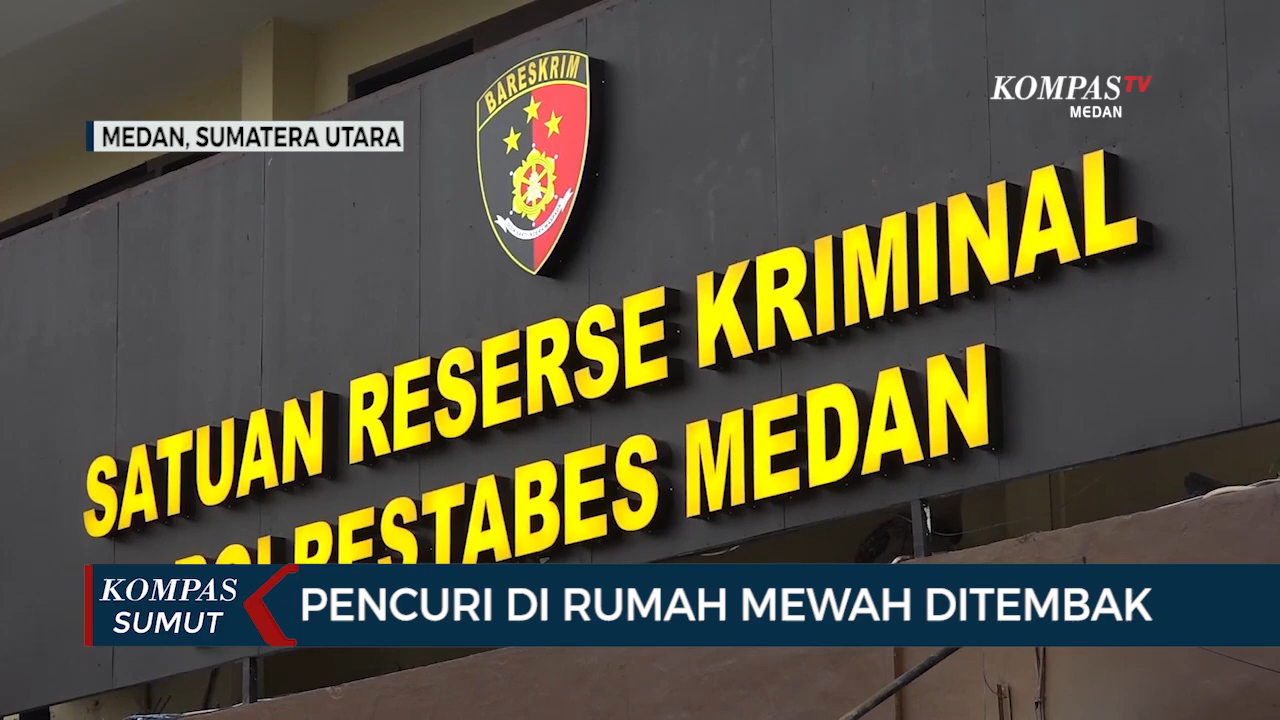 KOMPASTV
MEDAN
MEDAN, SUMATERA UTARA
BARESKRIM
SATUAN RESERSE KRIMINAL
POLRESTABES MEDAN
KOMPAS
SUMUT
PENCURI DI RUMAH MEWAH DITEMBAK